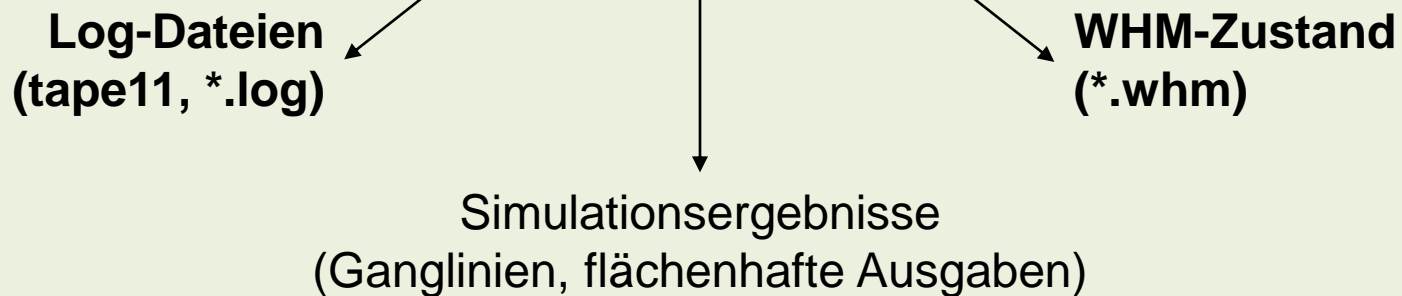 Log-Dateien
(tape11, *.log)
WHM-Zustand
(*.whm)
Simulationsergebnisse
(Ganglinien, flächenhafte Ausgaben)